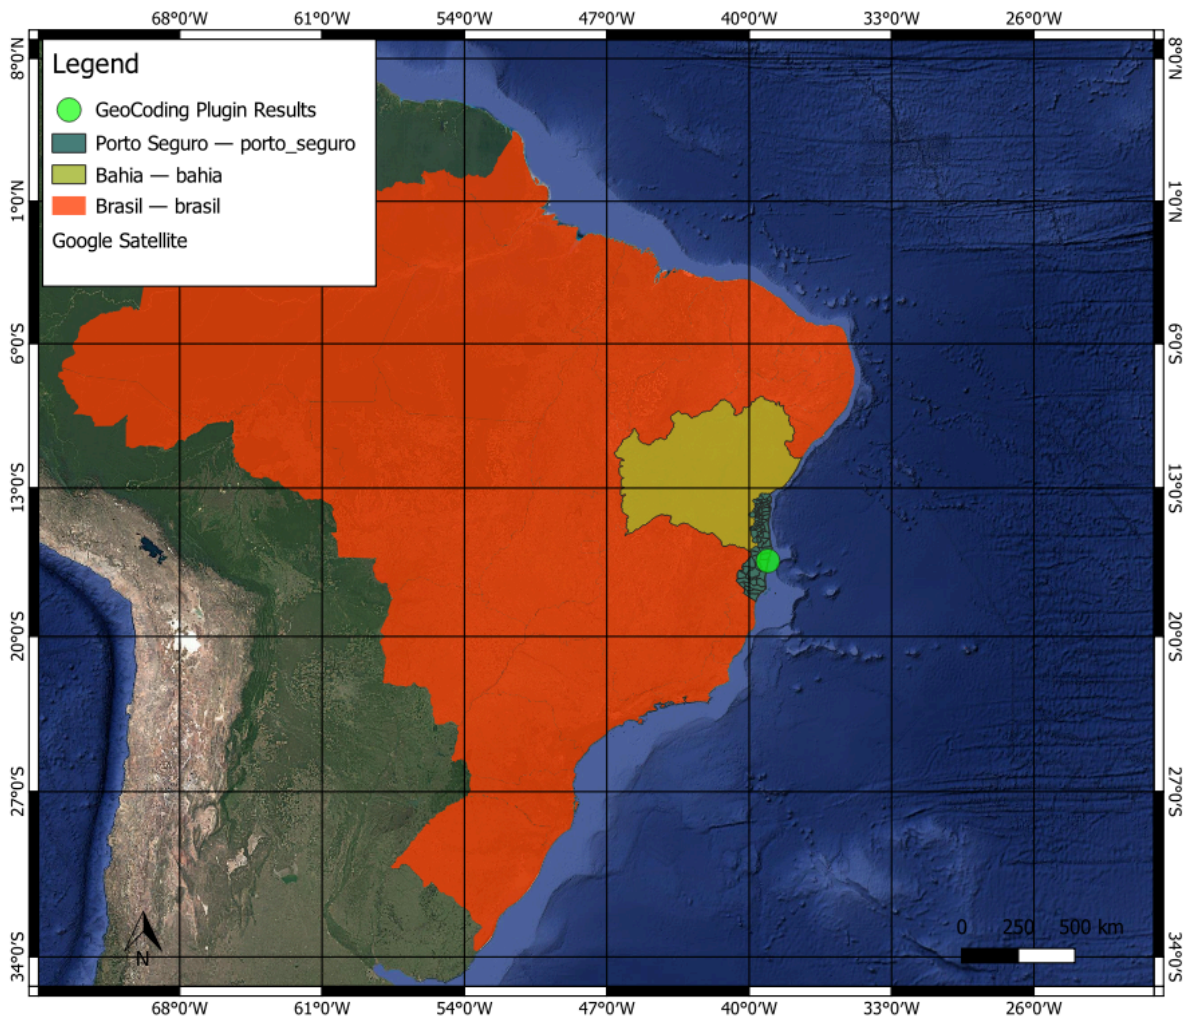 68°0'W 61°0'W 54°0'W 47°0'W 40°0'W 33°0'W 26°0'W
8°0'N 8°0'N
Legend
GeoCoding Plugin Results
Porto Seguro — porto_seguro
Bahia — bahia
Brasil — brasil
Google Satellite
1°0'N 1°0'N
6°0'S 6°0'S
13°0'S 13°0'S
20°0'S 20°0'S
27°0'S 27°0'S
0 250 500 km
N
34°0'S 34°0'S
68°0'W 61°0'W 54°0'W 47°0'W 40°0'W 33°0'W 26°0'W